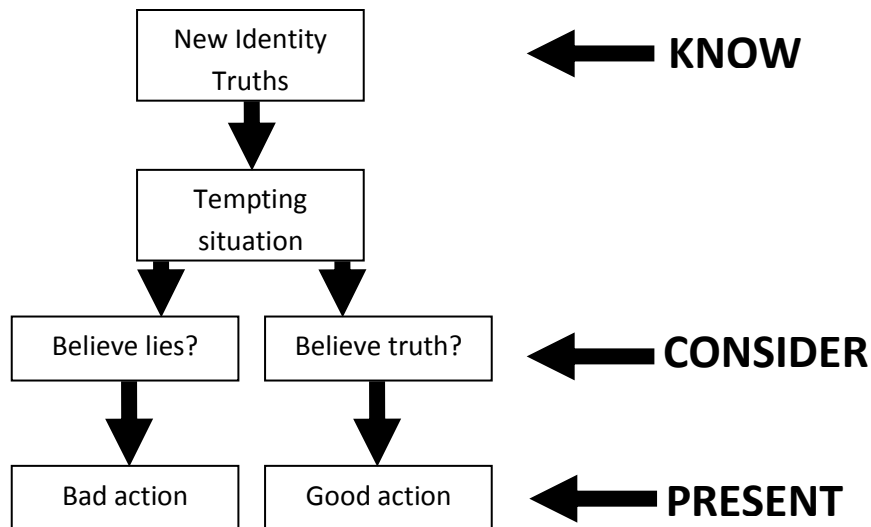 New Identity
Truths
KNOW
Tempting
situation
Believe lies?
Believe truth?
CONSIDER
Bad action
Good action
PRESENT